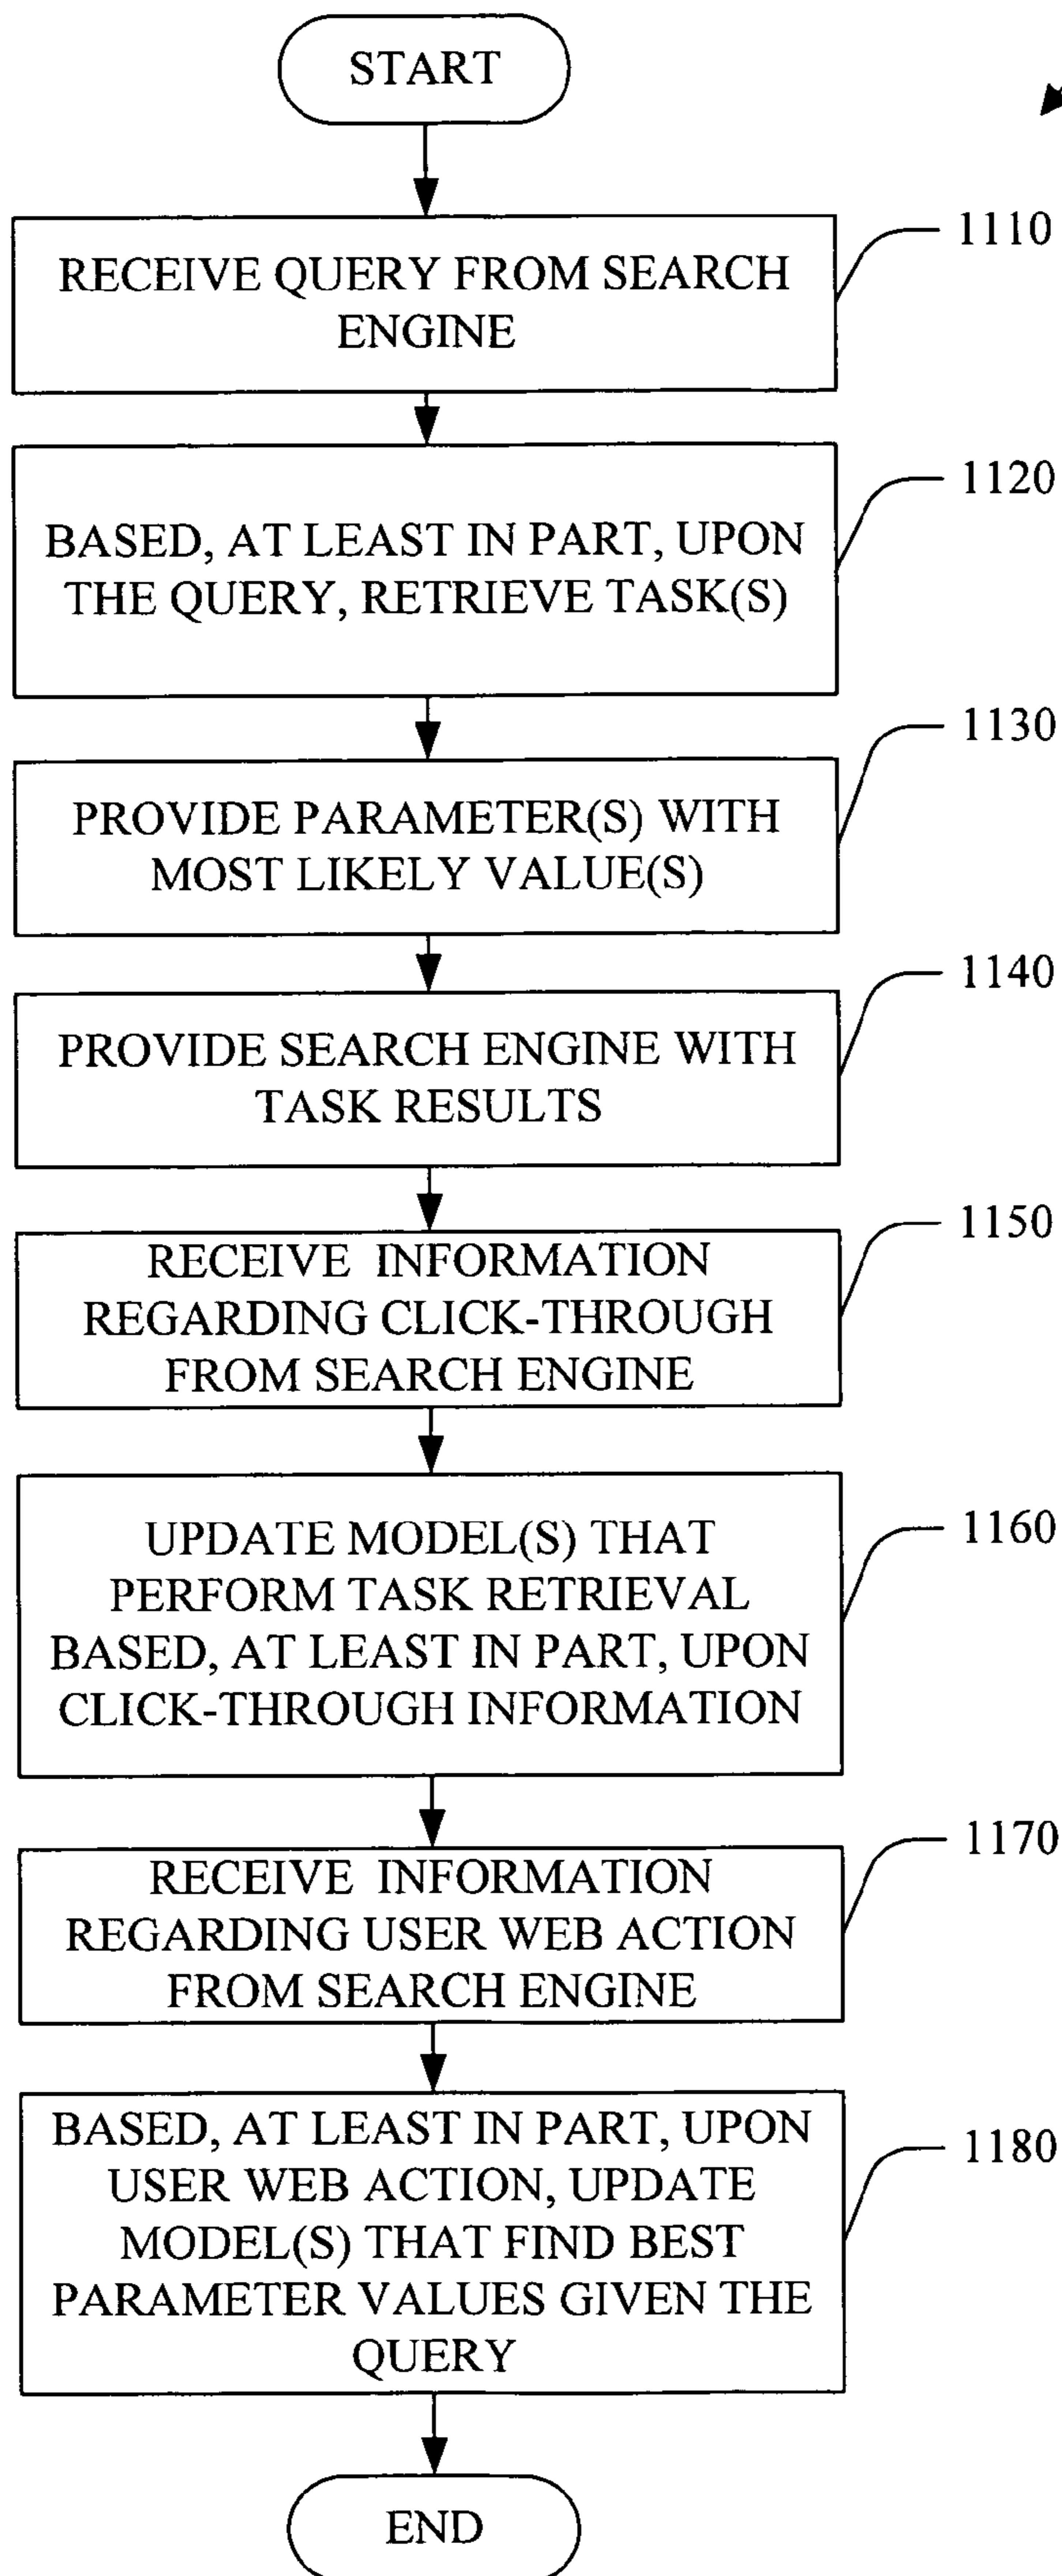 START
1110
RECEIVE QUERY FROM SEARCH
ENGINE
1120
BASED, AT LEAST IN PART, UPON
THE QUERY, RETRIEVE TASK(S)
1130
PROVIDE PARAMETER(S) WITH
MOST LIKELY VALUE(S)
1140
PROVIDE SEARCH ENGINE WITH
TASK RESULTS
1150
RECEIVE INFORMATION
REGARDING CLICK-THROUGH
FROM SEARCH ENGINE
1160
UPDATE MODEL(S) THAT
PERFORM TASK RETRIEVAL
BASED, AT LEAST IN PART, UPON
CLICK-THROUGH INFORMATION
1170
RECEIVE INFORMATION
REGARDING USER WEB ACTION
FROM SEARCH ENGINE
1180
BASED, AT LEAST IN PART, UPON
USER WEB ACTION, UPDATE
MODEL(S) THAT FIND BEST
PARAMETER VALUES GIVEN THE
QUERY
END